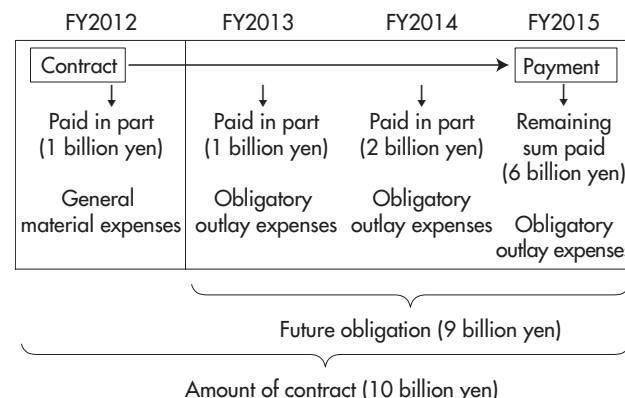 FY2012 FY2013 FY2014 FY2015
Contract Payment
Paid in part Paid in part Paid in part Remaining
(1 billion yen) (1 billion yen) (2 billion yen) sum paid
(6 billion yen)
General Obligatory Obligatory
material expenses outlay expenses outlay expenses
Obligatory
outlay expenses
Future obligation (9 billion yen)
Amount of contract (10 billion yen)